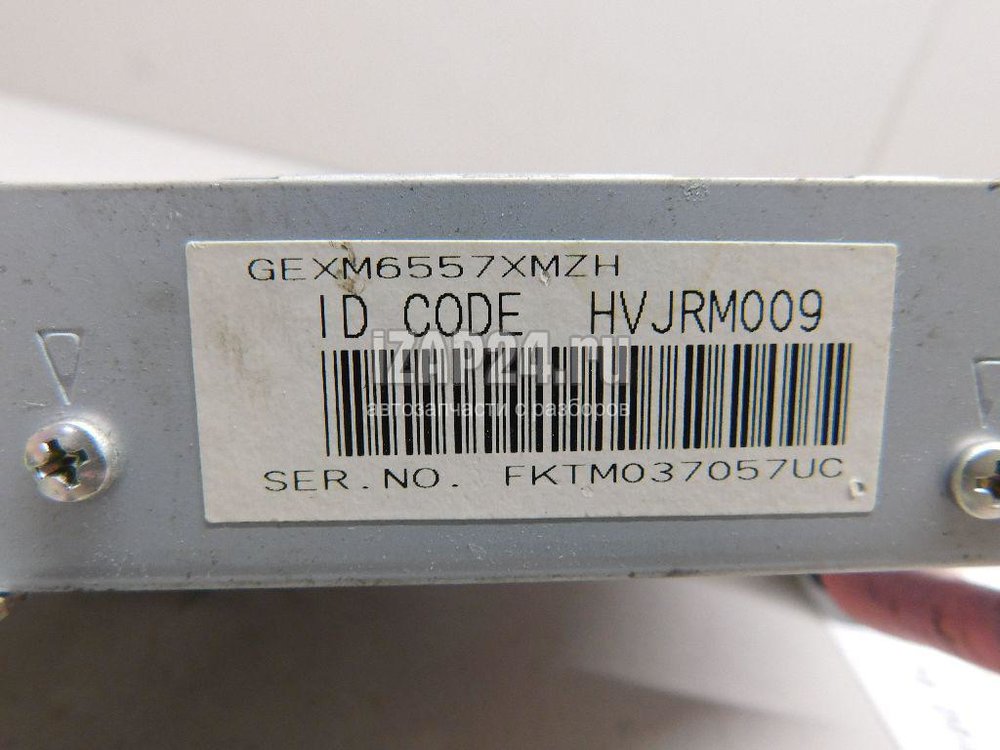 GEXM6557XMZH
ID CODE HVJRM009
iZAP24.ru
автозапчасти с разборов
SER.NO. FKTM037057UC